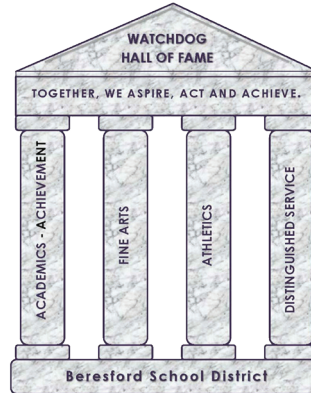 WATCHDOG
HALL OF FAME
TOGETHER, WE ASPIRE, ACT AND ACHIEVE.
ACADEMICS - ACHIEVEMENT
FINE ARTS
ATHLETICS
DISTINGUISHED SERVICE
Beresford School District